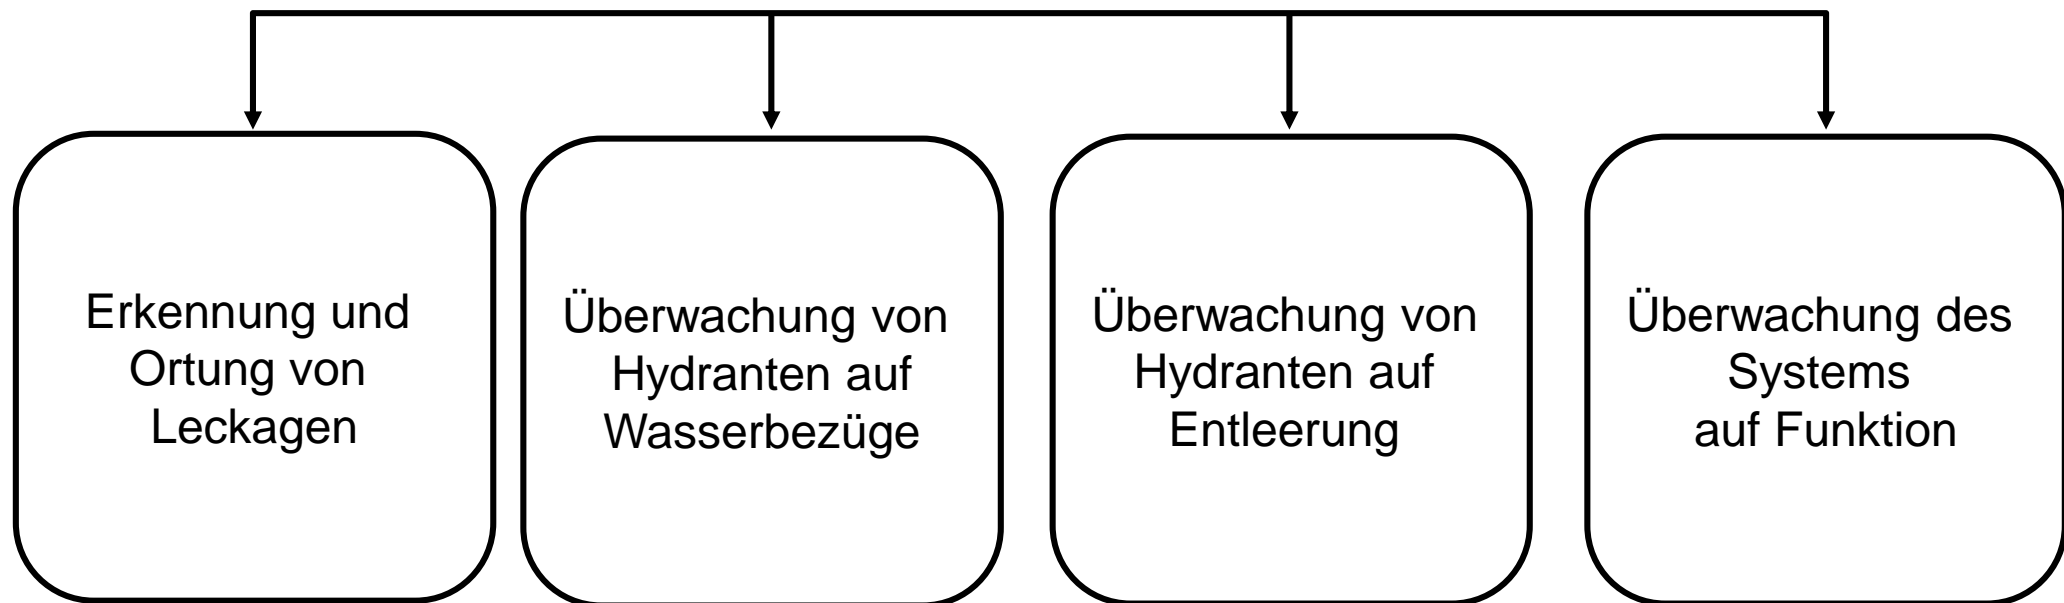 Erkennung und
Ortung von
Leckagen
Überwachung von
Hydranten auf
Wasserbezüge
Überwachung von
Hydranten auf
Entleerung
Überwachung des
Systems
auf Funktion